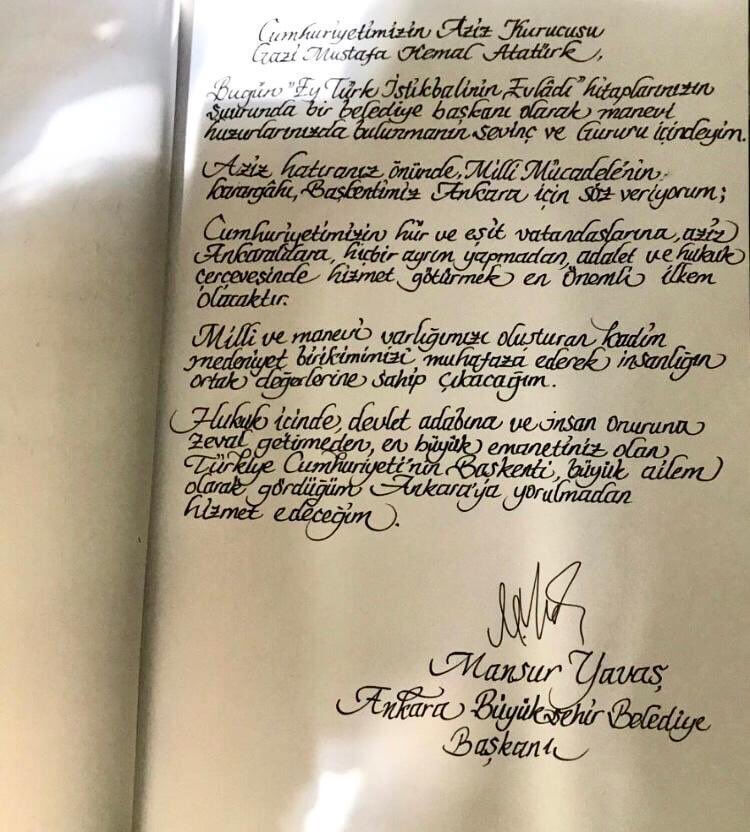 Cumhuriyetimizin Aziz Kurucusu
Gazi Mustafa Kemal Atatürk,
Bugün "Ey Türk İstikbalinin Evlâdı" hitaplarınızın
şuurunda bir belediye başkanı olarak manevi
huzurlarınızda bulunmanın sevinç ve Gururu içindeyim.
Aziz hatıranız önünde, Milli Mücadele'nin
karargâhı, Başkentimiz Ankara için söz veriyorum;
Cumhuriyetimizin hür ve eşit vatandaşlarına, aziz
Ankaralılara, hiçbir ayrım yapmadan, adalet ve hukuk
çerçevesinde hizmet götürmek en önemli ilkem
olacaktır.
Milli ve manevi varlığımızı oluşturan kadim
medeniyet birikimimizi muhafaza ederek insanlığın
ortak değerlerine sahip çıkacağım.
Hukuk içinde, devlet adabına ve insan onuruna
zeval getirmeden, en büyük emanetiniz olan
Türkiye Cumhuriyeti'nin Başkenti, büyük ailem
olarak gördüğüm Ankara'ya yorulmadan
hizmet edeceğim.
Mansur Yavaş
Ankara Büyükşehir Belediye
Başkanı